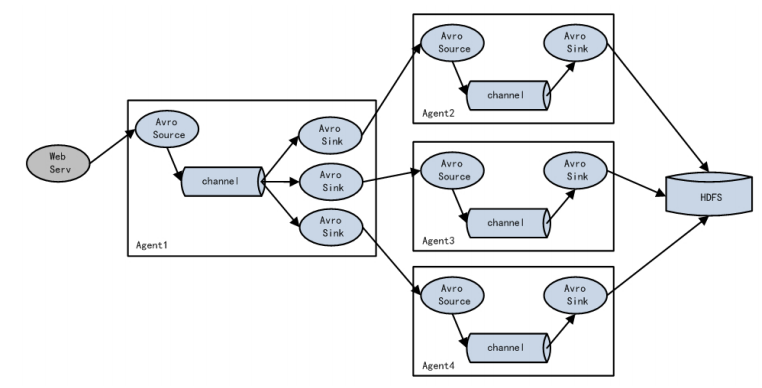 Web
Serv
Avro
Source
channel
Avro
Sink
Avro
Sink
Avro
Sink
Agent1
Avro
Source
channel
Avro
Sink
Agent2
Avro
Source
channel
Avro
Sink
Agent3
Avro
Source
channel
Avro
Sink
Agent4
HDFS